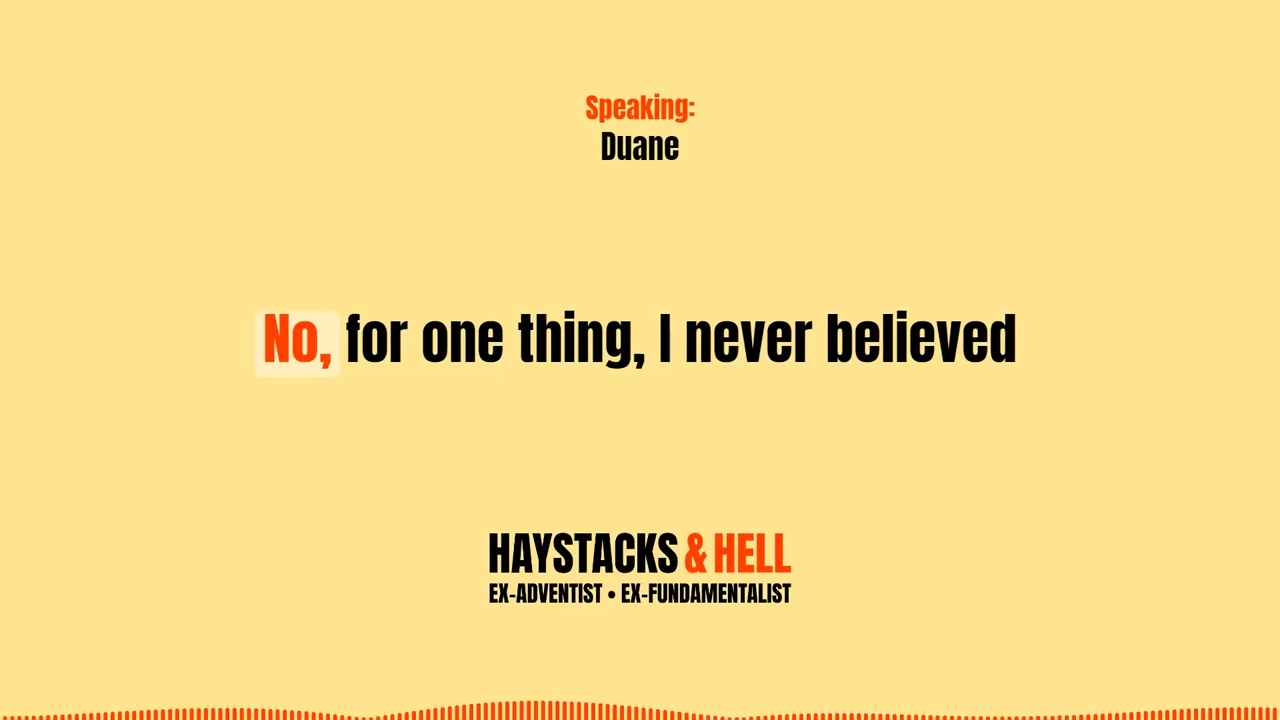 Speaking:
Duane
No, for one thing, I never believed
HAYSTACKS & HELL
EX-ADVENTIST • EX-FUNDAMENTALIST